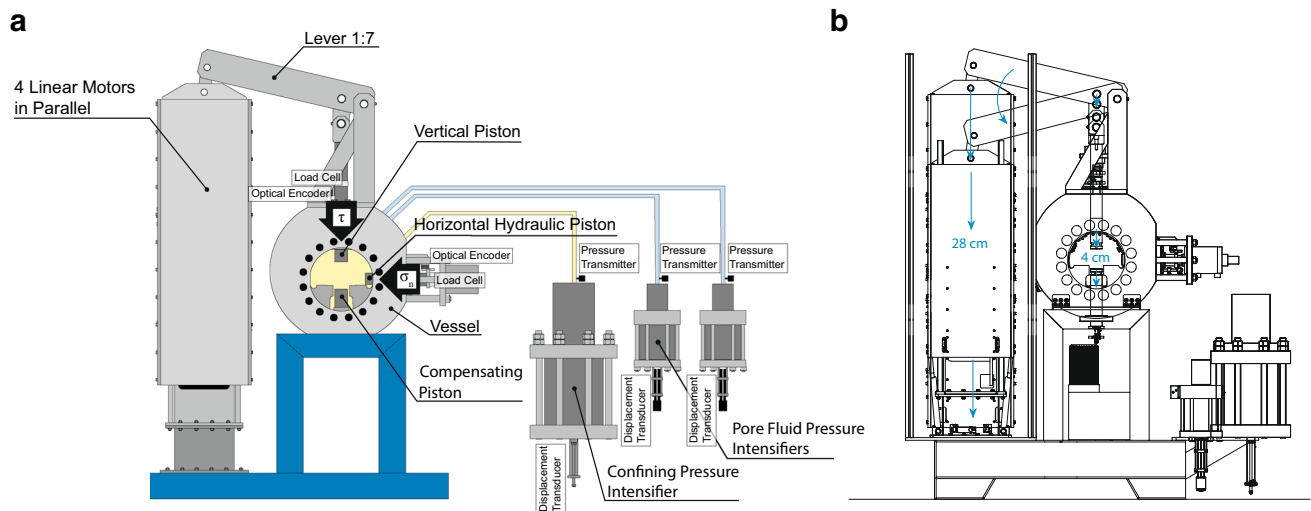 a
Lever 1:7
4 Linear Motors
in Parallel
Vertical Piston
Load Cell
Optical Encoder
τ
Horizontal Hydraulic Piston
Optical Encoder
σn
Load Cell
Vessel
Compensating
Piston
Pressure
Transmitter
Pressure
Transmitter
Pressure
Transmitter
Displacement
Transducer
Displacement
Transducer
Displacement
Transducer
Pore Fluid Pressure
Intensifiers
Confining Pressure
Intensifier
b
28 cm
4 cm